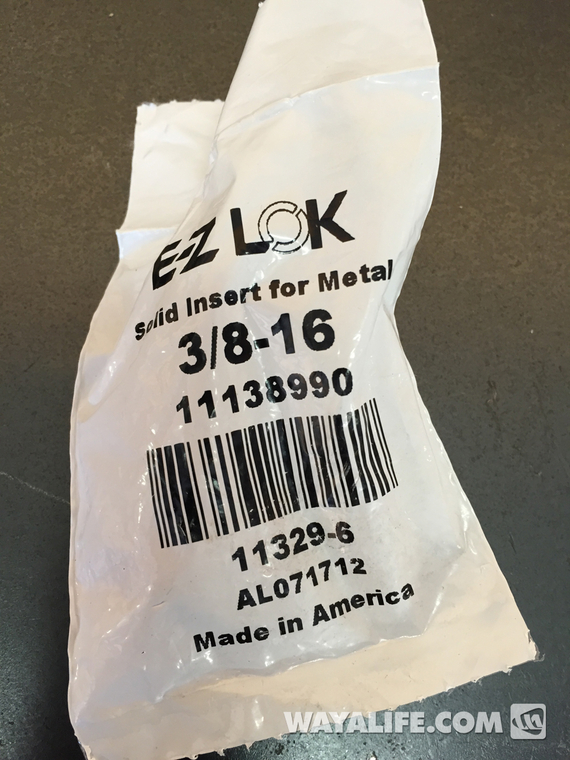 E-Z LOK
Solid Insert for Metal
3/8-16
11138990
11329-6
AL071712
Made in America
WAYALIFE.COM